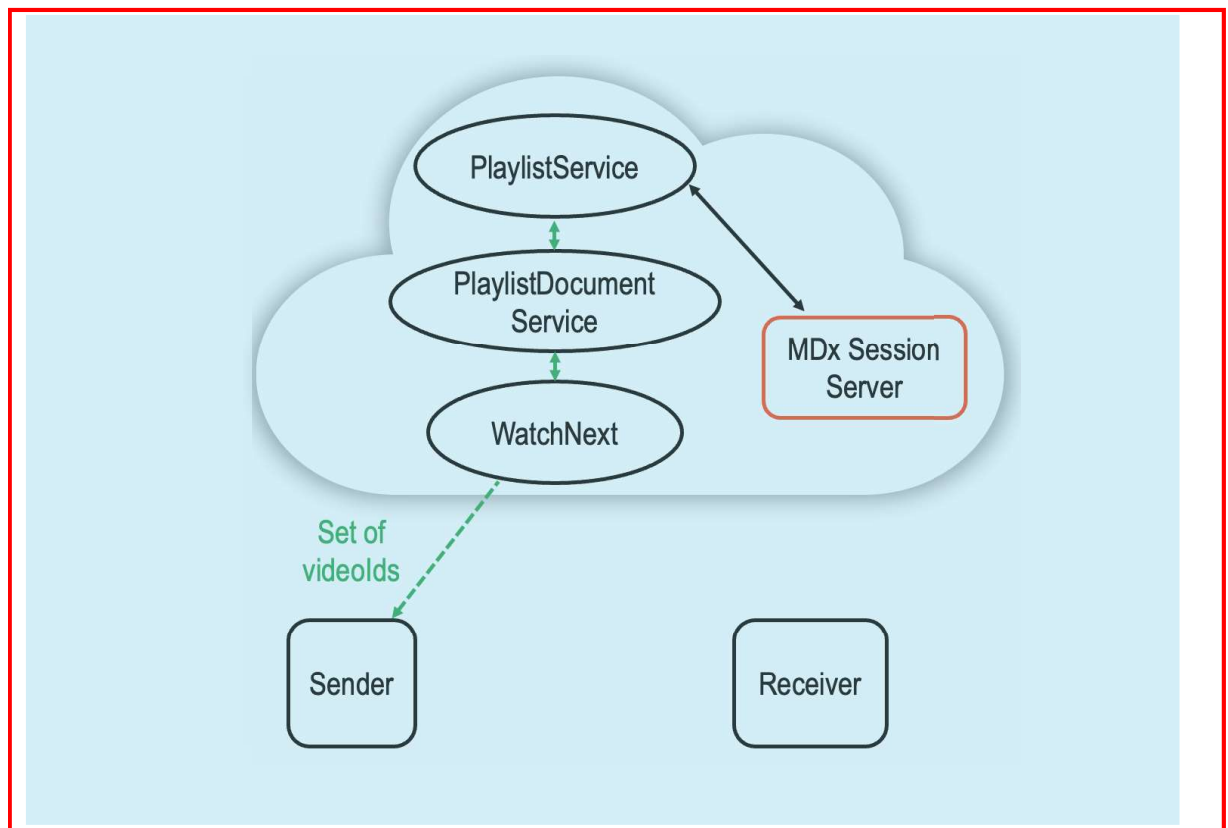 PlaylistService
PlaylistDocument
Service
MDx Session
Server
WatchNext
Set of
videoIds
Sender
Receiver